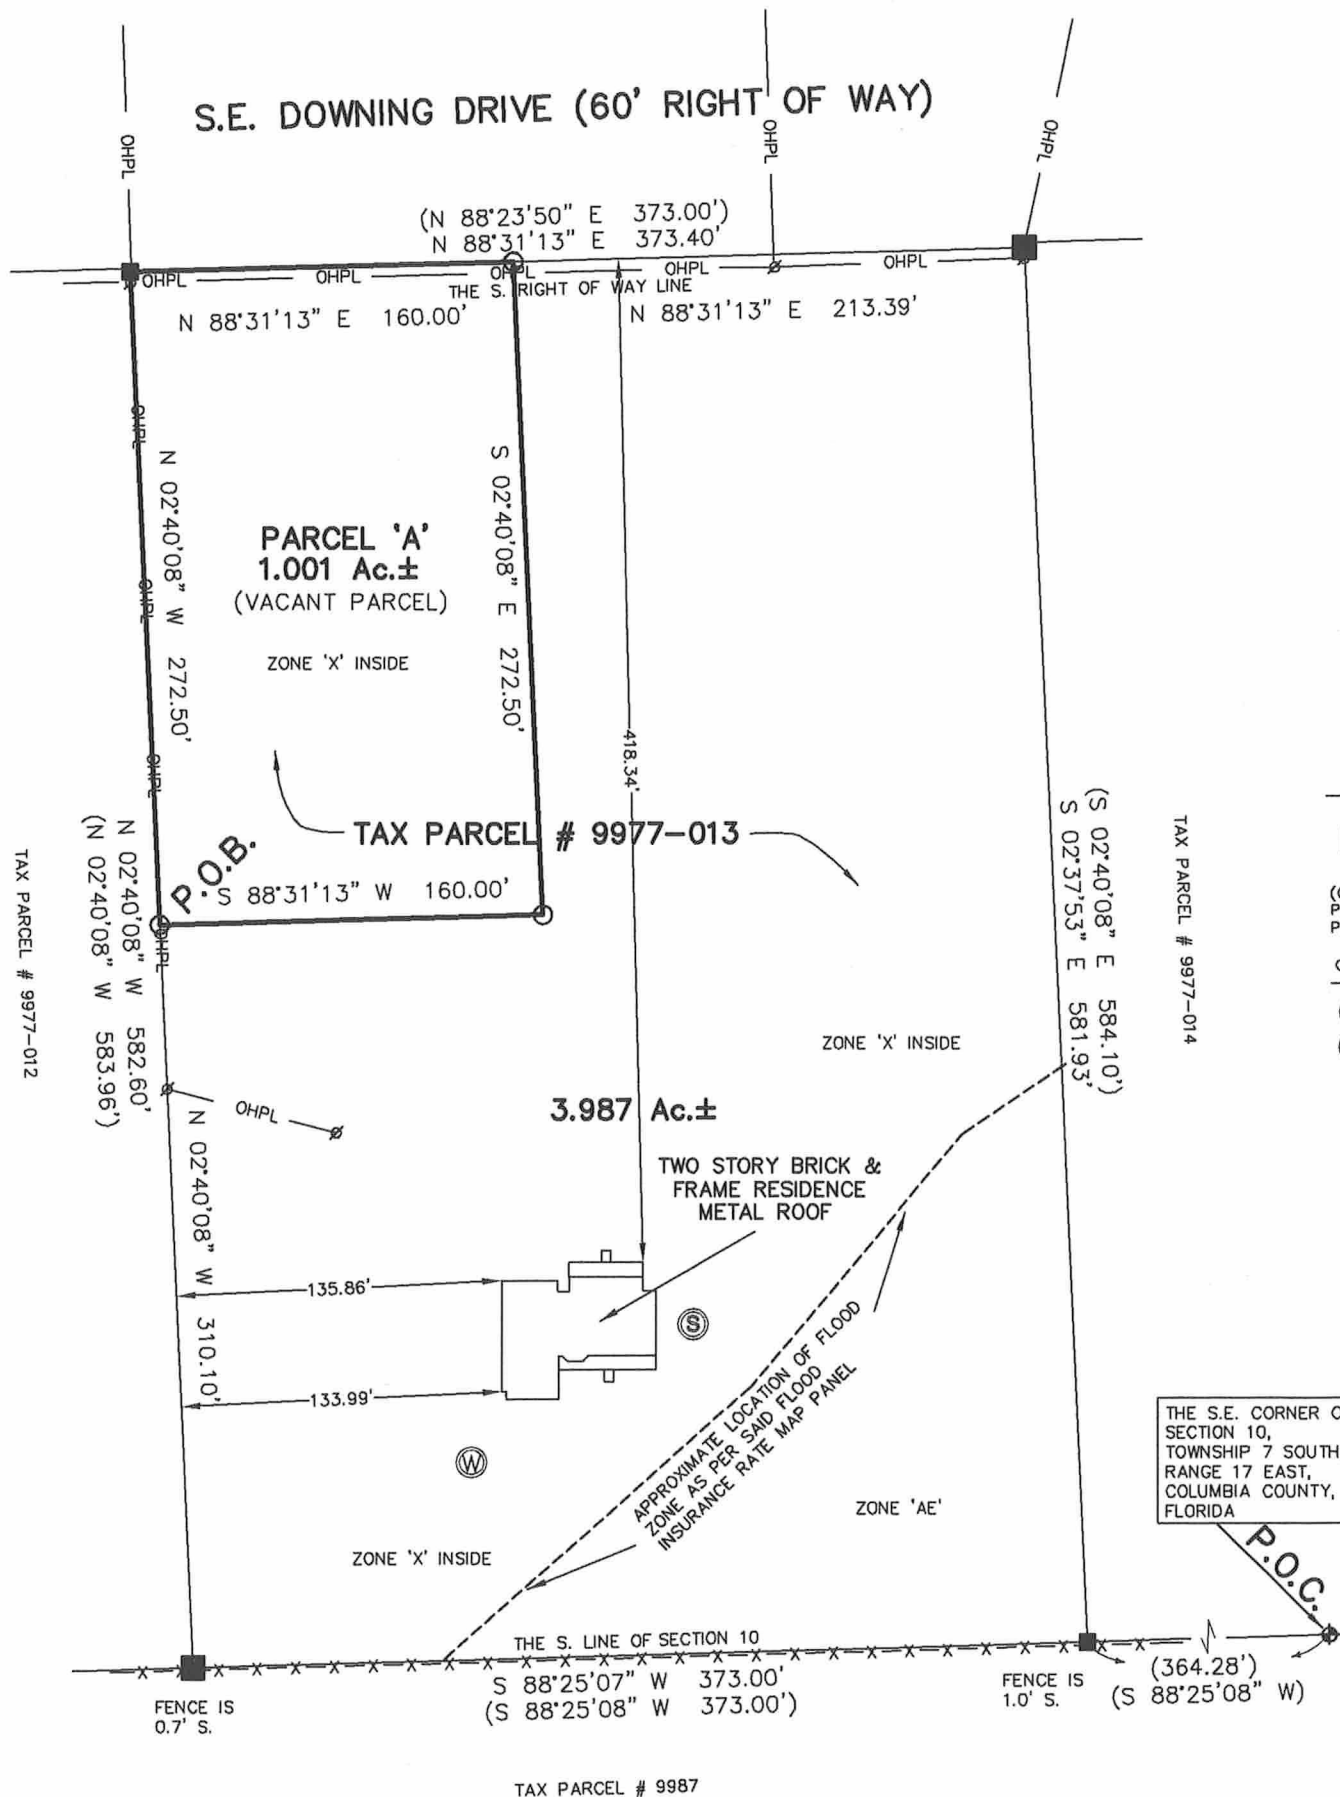 S.E. DOWNING DRIVE (60' RIGHT OF WAY)
OHPL
OHPL
OHPL
(N 88°23'50" E 373.00')
N 88°31'13" E 373.40'
OHPL
OHPL
OHPL
OHPL
OHPL
THE S. RIGHT OF WAY LINE
N 88°31'13" E 160.00'
N 88°31'13" E 213.39'
OHPL
OHPL
OHPL
OHPL
N 02°40'08" W 272.50'
S 02°40'08" E 272.50'
PARCEL 'A'
1.001 Ac.±
(VACANT PARCEL)
ZONE 'X' INSIDE
418.34'
TAX PARCEL # 9977-013
P.O.B.
S 88°31'13" W 160.00'
TAX PARCEL # 9977-012
N 02°40'08" W 582.60'
(N 02°40'08" W 583.96')
(S 02°40'08" E 584.10')
S 02°37'53" E 581.93'
TAX PARCEL # 9977-014
ZONE 'X' INSIDE
OHPL
3.987 Ac.±
N 02°40'08" W 310.10'
TWO STORY BRICK &
FRAME RESIDENCE
METAL ROOF
135.86'
S
133.99'
W
APPROXIMATE LOCATION OF FLOOD
ZONE AS PER SAID FLOOD
INSURANCE RATE MAP PANEL
ZONE 'AE'
ZONE 'X' INSIDE
THE S.E. CORNER
SECTION 10,
TOWNSHIP 7 SOUTH
RANGE 17 EAST,
COLUMBIA COUNTY,
FLORIDA
P.O.C.
THE S. LINE OF SECTION 10
S 88°25'07" W 373.00'
(S 88°25'08" W 373.00')
FENCE IS
0.7' S.
FENCE IS
1.0' S.
(364.28')
(S 88°25'08" W)
TAX PARCEL # 9987